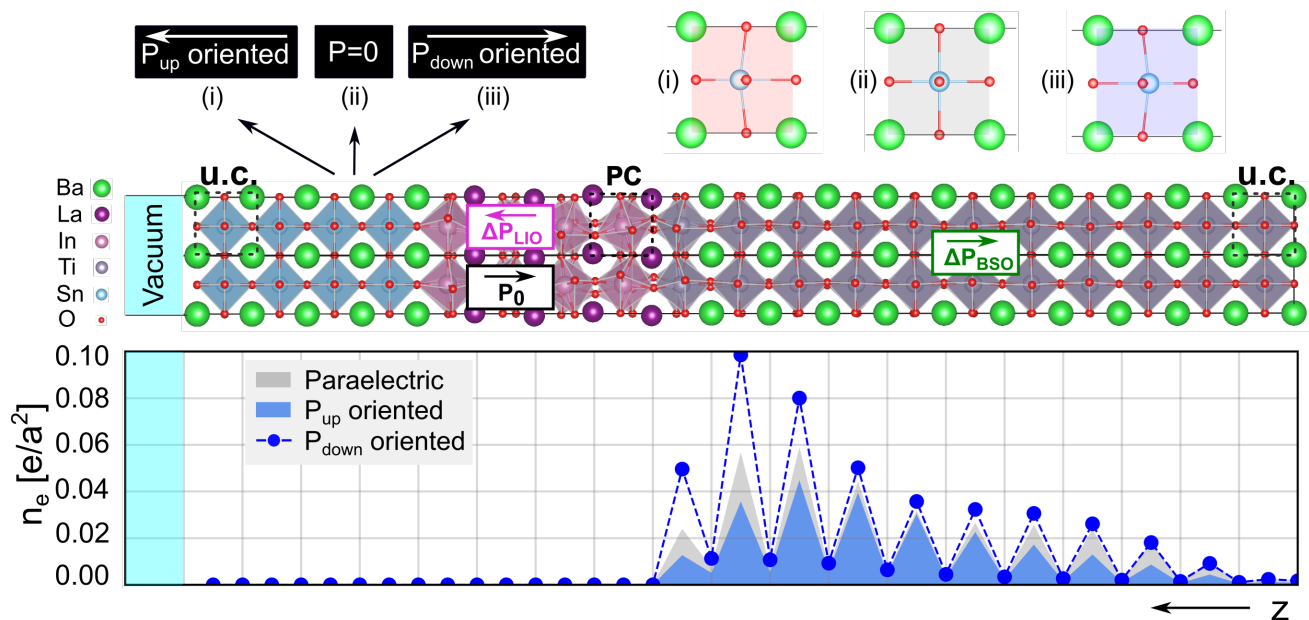 P_up oriented
P=0
P_down oriented
(i)
(ii)
(iii)
(i)
(ii)
(iii)
u.c.
PC
u.c.
Ba
La
In
Ti
Sn
O
Vacuum
ΔP_LIO
P_0
ΔP_BSO
0.10
0.08
0.06
0.04
0.02
0.00
n_e [e/a²]
Paraelectric
P_up oriented
P_down oriented
z